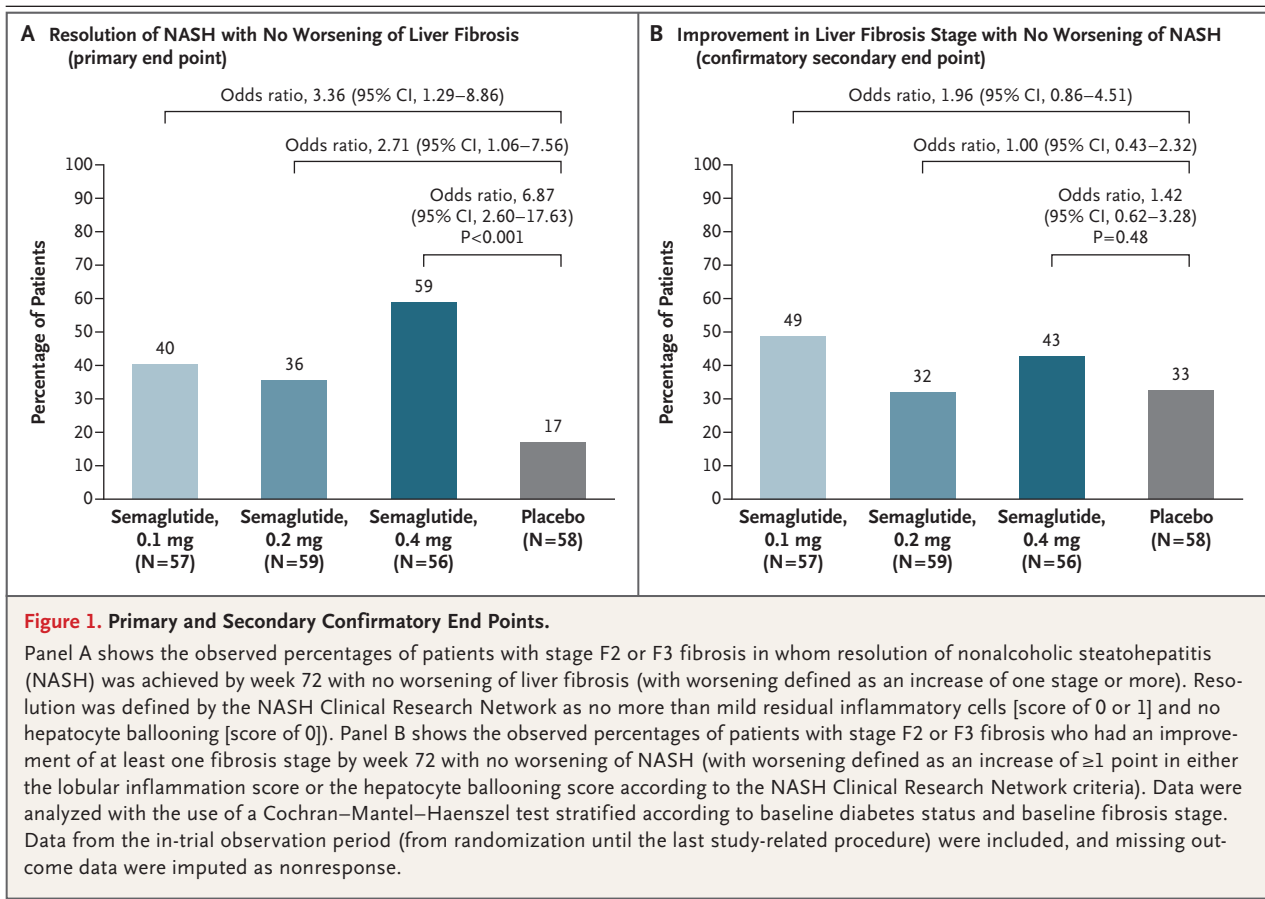 A Resolution of NASH with No Worsening of Liver Fibrosis
(primary end point)
Odds ratio, 3.36 (95% CI, 1.29–8.86)
Odds ratio, 2.71 (95% CI, 1.06–7.56)
Odds ratio, 6.87
(95% CI, 2.60–17.63)
P<0.001
Percentage of Patients
100
90
80
70
60
50
40
30
20
10
0
40
36
59
17
Semaglutide,
0.1 mg
(N=57)
Semaglutide,
0.2 mg
(N=59)
Semaglutide,
0.4 mg
(N=56)
Placebo
(N=58)
B Improvement in Liver Fibrosis Stage with No Worsening of NASH
(confirmatory secondary end point)
Odds ratio, 1.96 (95% CI, 0.86–4.51)
Odds ratio, 1.00 (95% CI, 0.43–2.32)
Odds ratio, 1.42
(95% CI, 0.62–3.28)
P=0.48
Percentage of Patients
100
90
80
70
60
50
40
30
20
10
0
49
32
43
33
Semaglutide,
0.1 mg
(N=57)
Semaglutide,
0.2 mg
(N=59)
Semaglutide,
0.4 mg
(N=56)
Placebo
(N=58)
Figure 1. Primary and Secondary Confirmatory End Points.
Panel A shows the observed percentages of patients with stage F2 or F3 fibrosis in whom resolution of nonalcoholic steatohepatitis
(NASH) was achieved by week 72 with no worsening of liver fibrosis (with worsening defined as an increase of one stage or more). Reso-
lution was defined by the NASH Clinical Research Network as no more than mild residual inflammatory cells [score of 0 or 1] and no
hepatocyte ballooning [score of 0]). Panel B shows the observed percentages of patients with stage F2 or F3 fibrosis who had an improve-
ment of at least one fibrosis stage by week 72 with no worsening of NASH (with worsening defined as an increase of ≥1 point in either
the lobular inflammation score or the hepatocyte ballooning score according to the NASH Clinical Research Network criteria). Data were
analyzed with the use of a Cochran–Mantel–Haenszel test stratified according to baseline diabetes status and baseline fibrosis stage.
Data from the in-trial observation period (from randomization until the last study-related procedure) were included, and missing out-
come data were imputed as nonresponse.